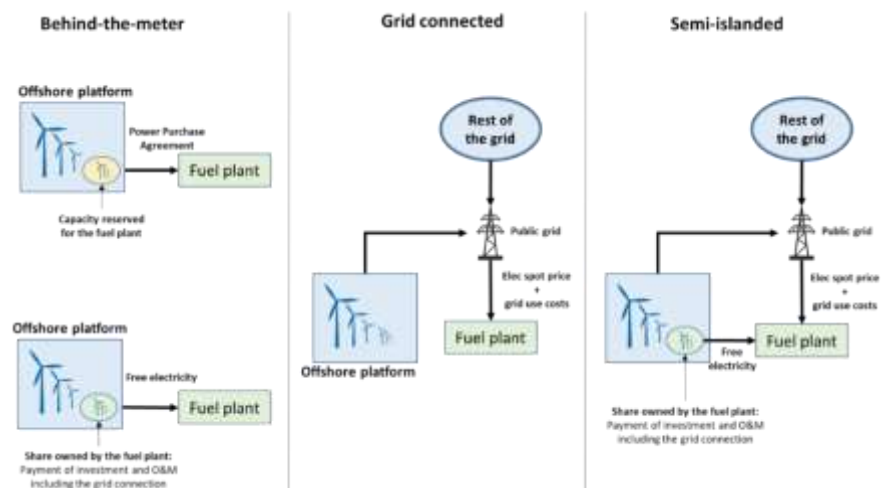 Behind-the-meter
Offshore platform
Power Purchase
Agreement
Fuel plant
Capacity reserved
for the fuel plant
Offshore platform
Free electricity
Fuel plant
Share owned by the fuel plant:
Payment of investment and O&M
including the grid connection
Grid connected
Rest of
the grid
Public grid
Elec spot price
+
grid use costs
Fuel plant
Offshore platform
Semi-islanded
Rest of
the grid
Public grid
Elec spot price
+
grid use costs
Offshore platform
Fuel plant
Free
electricity
Share owned by the fuel plant:
Payment of investment and O&M
including the grid connection